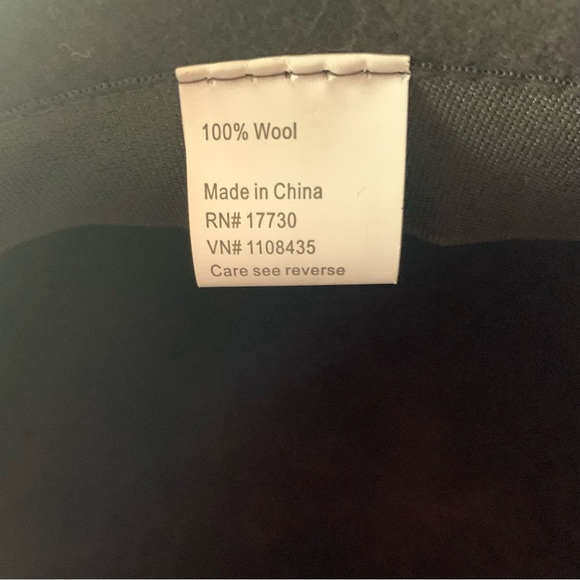 100% Wool
Made in China
RN# 17730
VN# 1108435
Care see reverse